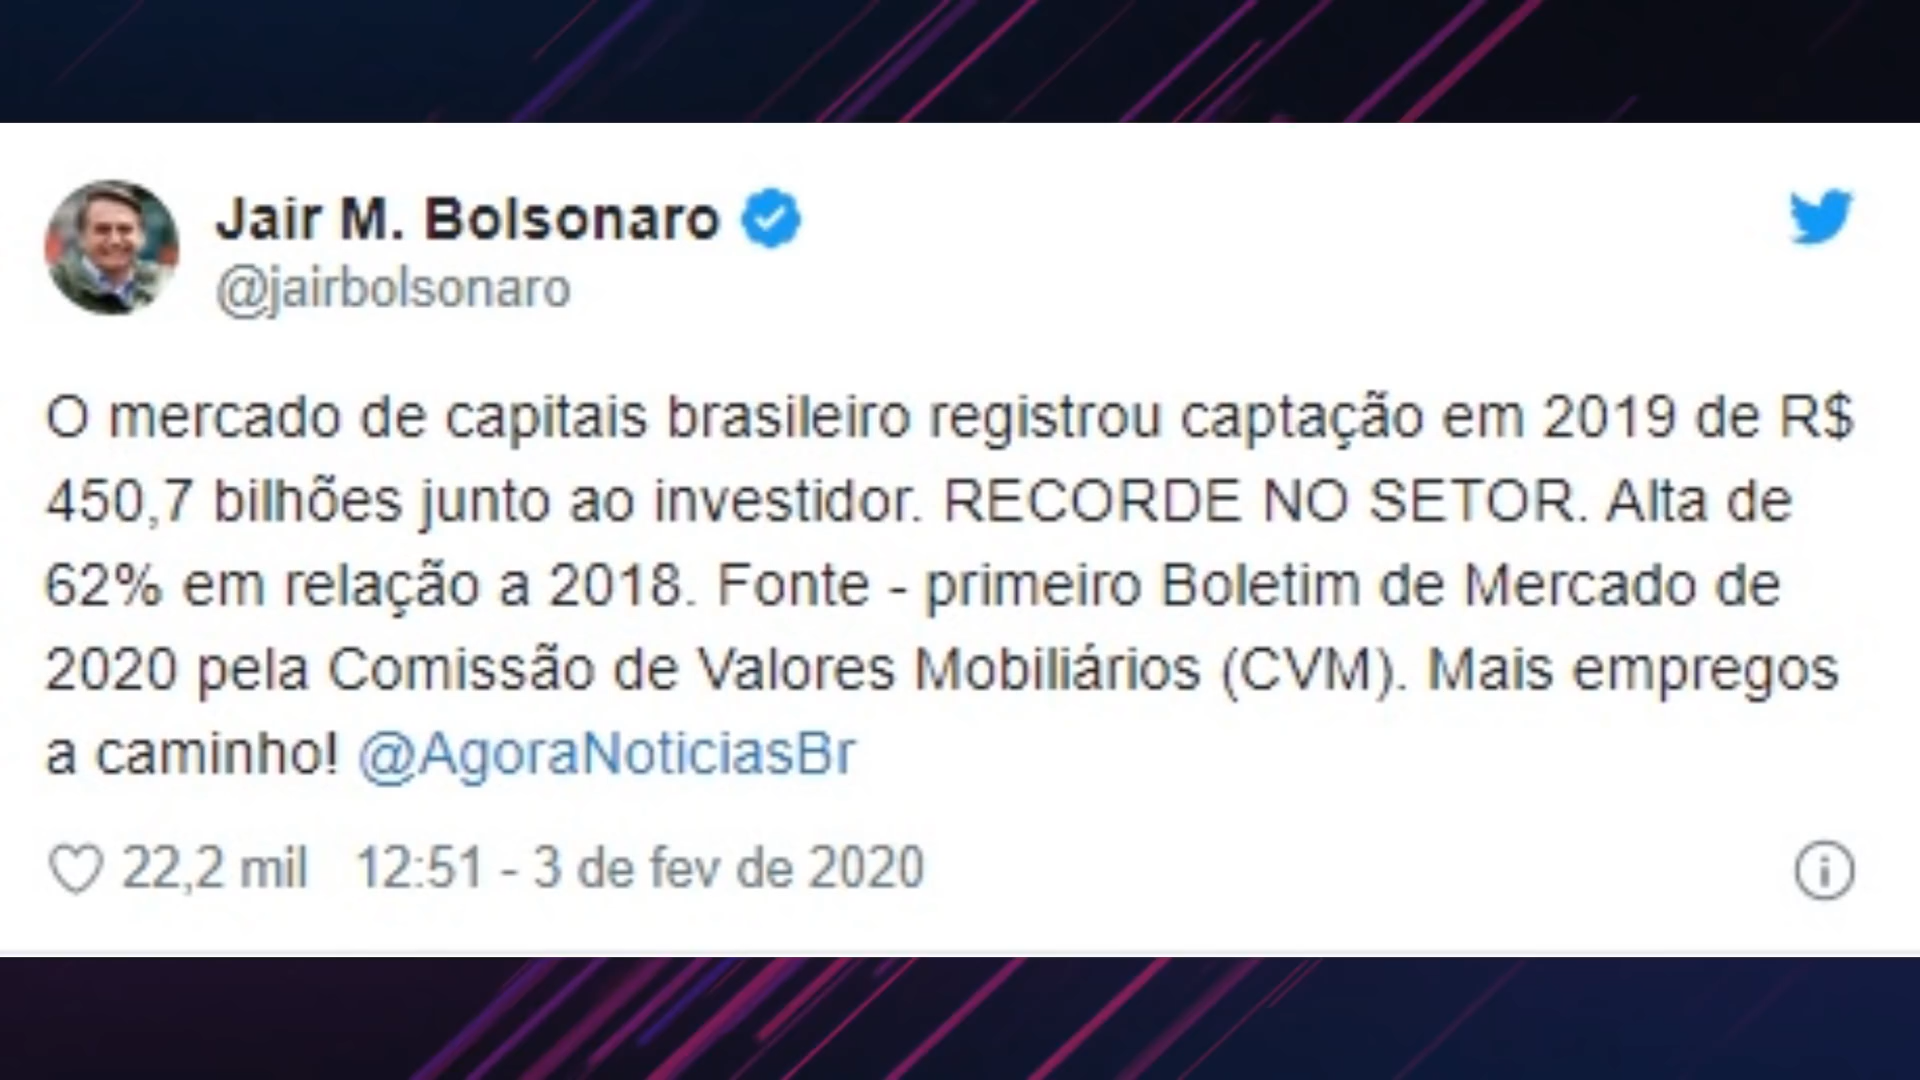 Jair M. Bolsonaro
@jairbolsonaro
O mercado de capitais brasileiro registrou captação em 2019 de R$
450,7 bilhões junto ao investidor. RECORDE NO SETOR. Alta de
62% em relação a 2018. Fonte - primeiro Boletim de Mercado de
2020 pela Comissão de Valores Mobiliários (CVM). Mais empregos
a caminho! @AgoraNoticiasBr
22,2 mil 12:51 - 3 de fev de 2020